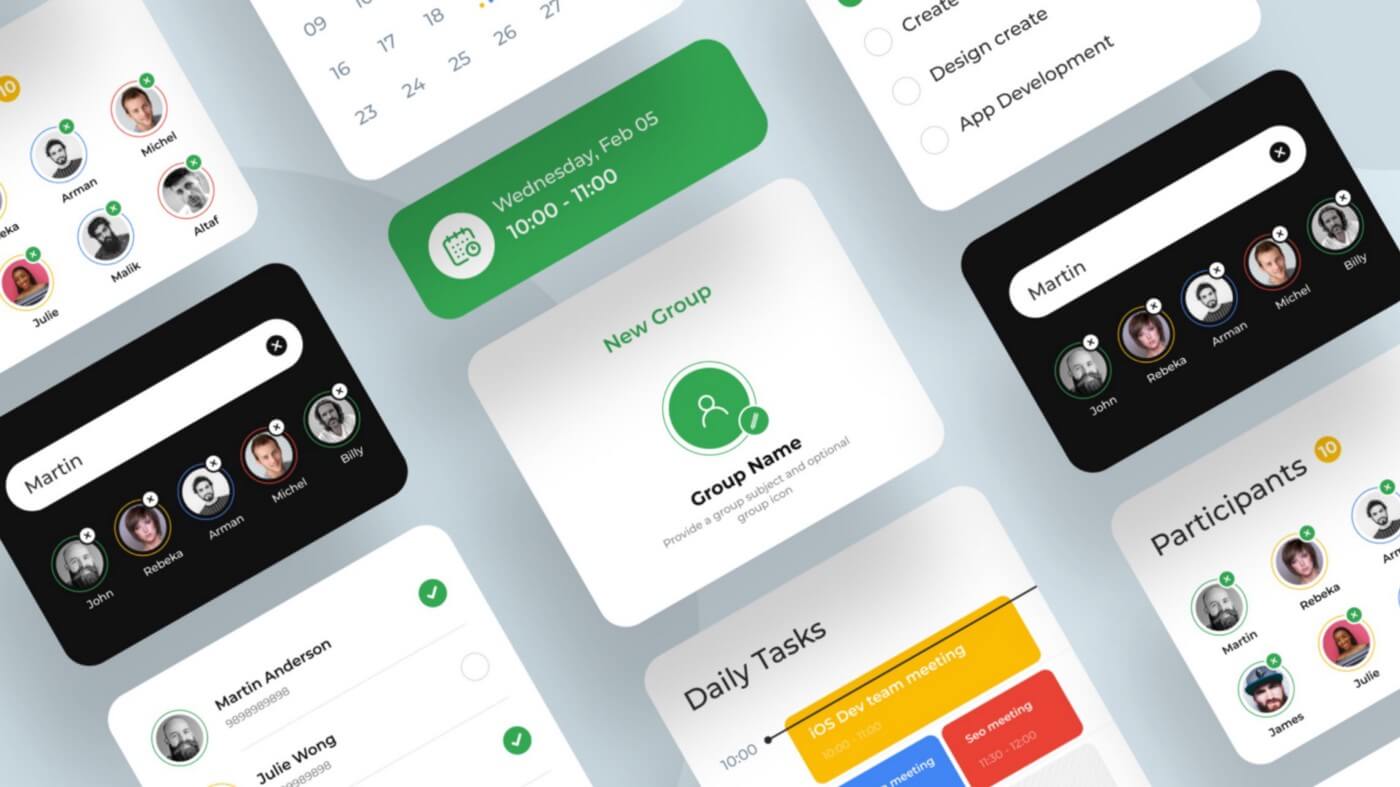 10
Michel
Arman
Altaf
Malik
Julie
09
16
17
18
23
24
25
26
27
Wednesday, Feb 05
10:00 - 11:00
Create
Design create
App Development
Martin
John
Rebeka
Arman
Michel
Billy
New Group
Group Name
Provide a group subject and optional
group icon
Martin
John
Rebeka
Arman
Michel
Billy
Participants 10
Martin
Rebeka
James
Julie
Martin Anderson
9898989898
Julie Wong
Daily Tasks
10:00
iOS Dev team meeting
10:00 - 11:00
Seo meeting
11:30 - 12:00
meeting